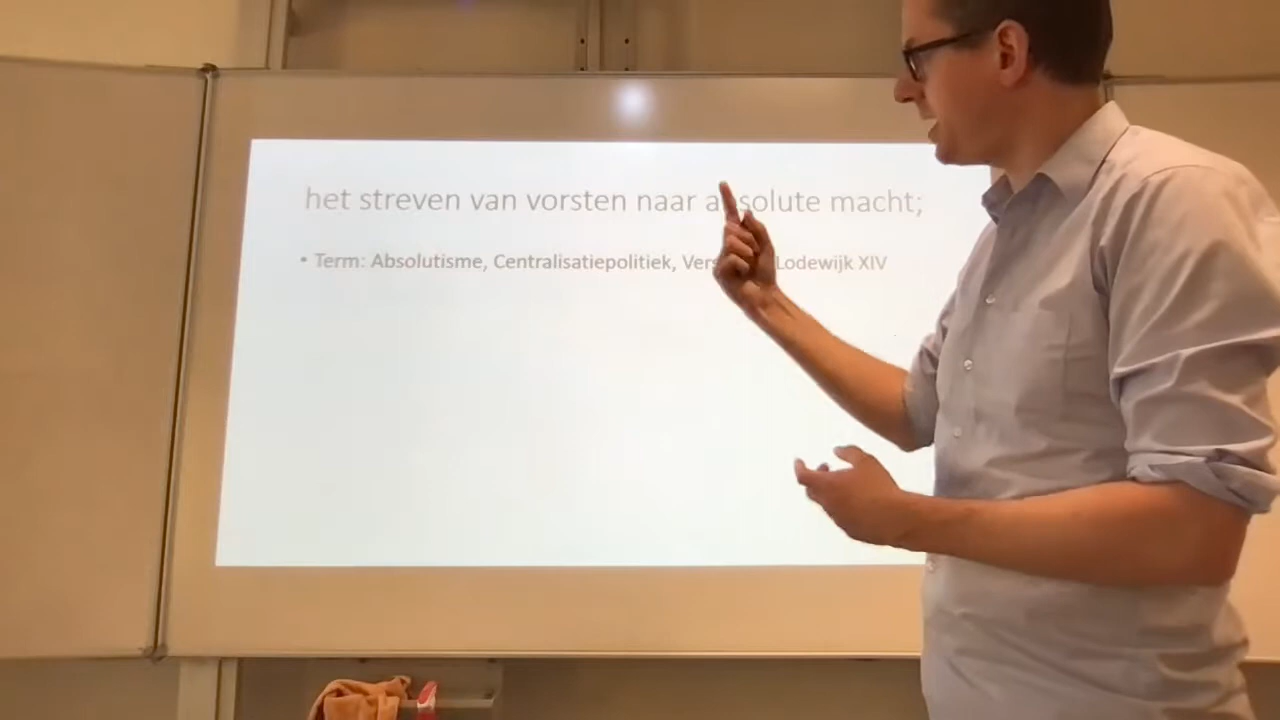 het streven van vorsten naar absolute macht;
• Term: Absolutisme, Centralisatiepolitiek, Lodewijk XIV